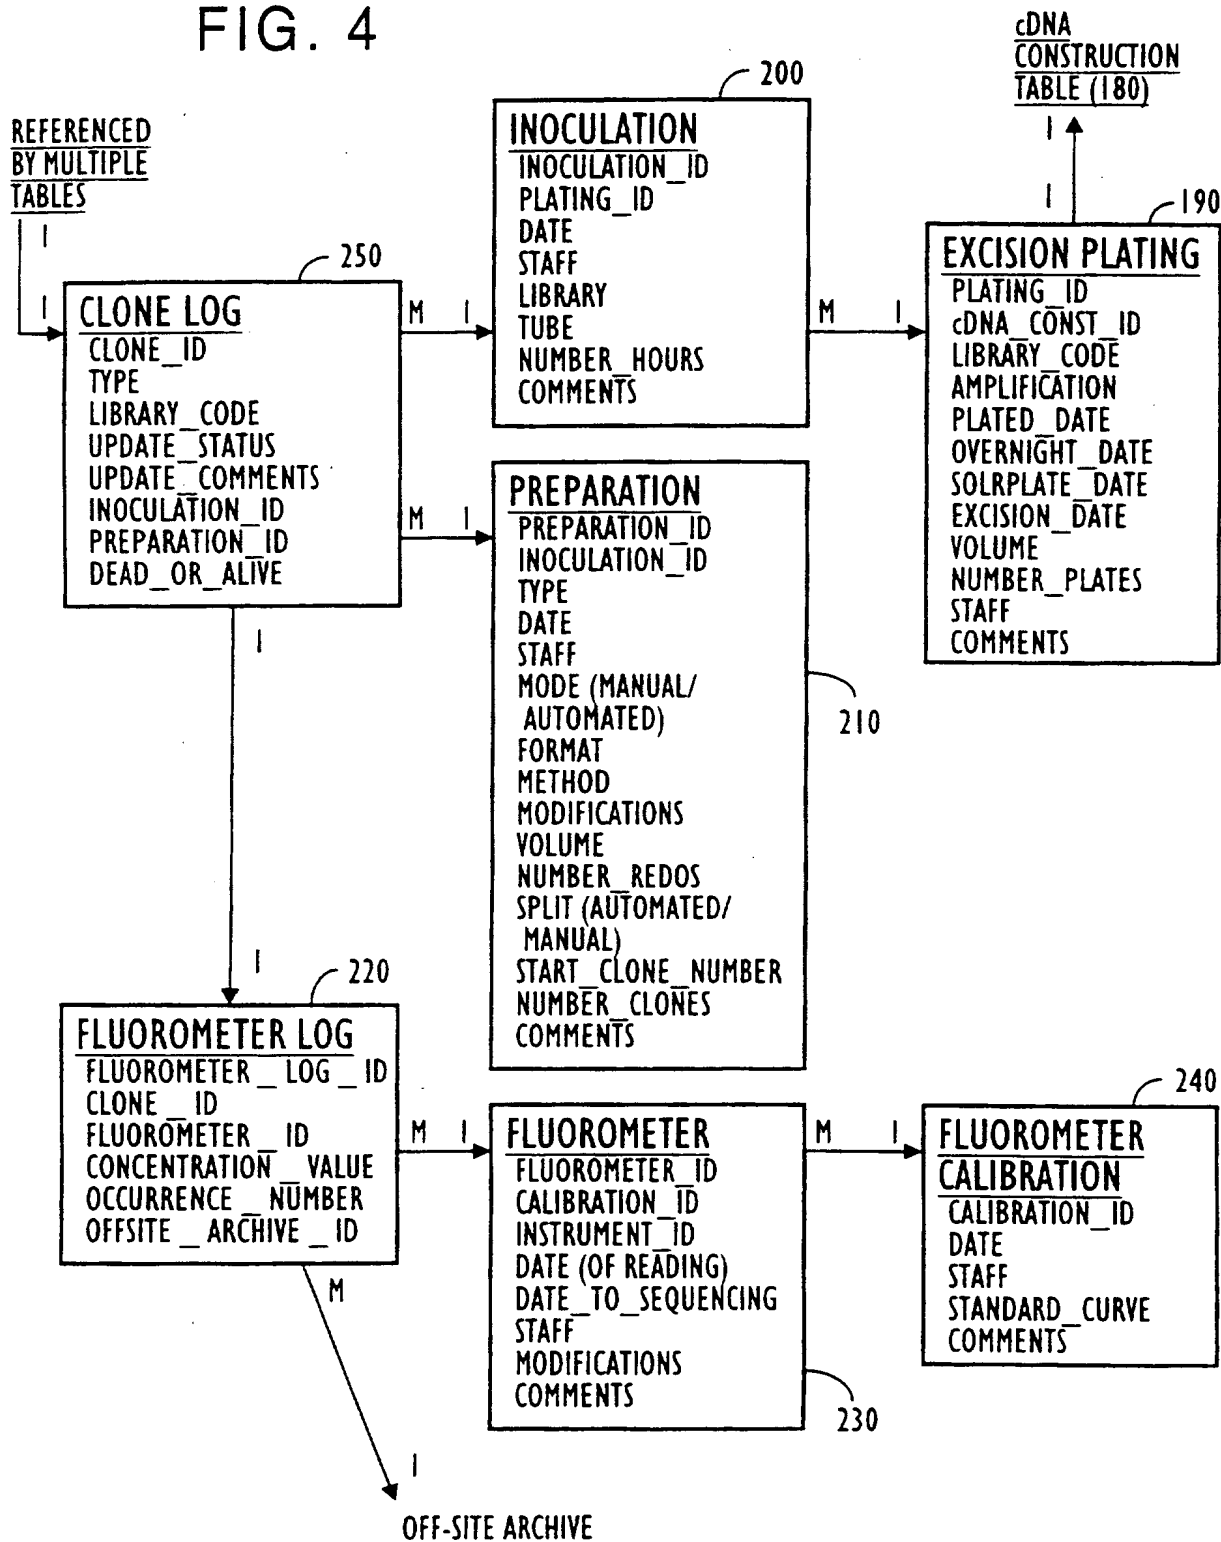 FIG. 4
cDNA
CONSTRUCTION
TABLE (180)
1
1
REFERENCED
BY MULTIPLE
TABLES
1
1
250
CLONE LOG
CLONE_ID
TYPE
LIBRARY_CODE
UPDATE_STATUS
UPDATE_COMMENTS
INOCULATION_ID
PREPARATION_ID
DEAD_OR_ALIVE
M 1
M 1
1
1
200
INOCULATION
INOCULATION_ID
PLATING_ID
DATE
STAFF
LIBRARY
TUBE
NUMBER_HOURS
COMMENTS
M 1
190
EXCISION PLATING
PLATING_ID
cDNA_CONST_ID
LIBRARY_CODE
AMPLIFICATION
PLATED_DATE
OVERNIGHT_DATE
SOLRPLATE_DATE
EXCISION_DATE
VOLUME
NUMBER_PLATES
STAFF
COMMENTS
PREPARATION
PREPARATION_ID
INOCULATION_ID
TYPE
DATE
STAFF
MODE (MANUAL/
AUTOMATED)
FORMAT
METHOD
MODIFICATIONS
VOLUME
NUMBER_REDOS
SPLIT (AUTOMATED/
MANUAL)
START_CLONE_NUMBER
NUMBER_CLONES
COMMENTS
210
220
FLUOROMETER LOG
FLUOROMETER_LOG_ID
CLONE_ID
FLUOROMETER_ID
CONCENTRATION_VALUE
OCCURRENCE_NUMBER
OFFSITE_ARCHIVE_ID
M 1
M
1
OFF-SITE ARCHIVE
FLUOROMETER
FLUOROMETER_ID
CALIBRATION_ID
INSTRUMENT_ID
DATE (OF READING)
DATE_TO_SEQUENCING
STAFF
MODIFICATIONS
COMMENTS
230
M 1
240
FLUOROMETER
CALIBRATION
CALIBRATION_ID
DATE
STAFF
STANDARD_CURVE
COMMENTS